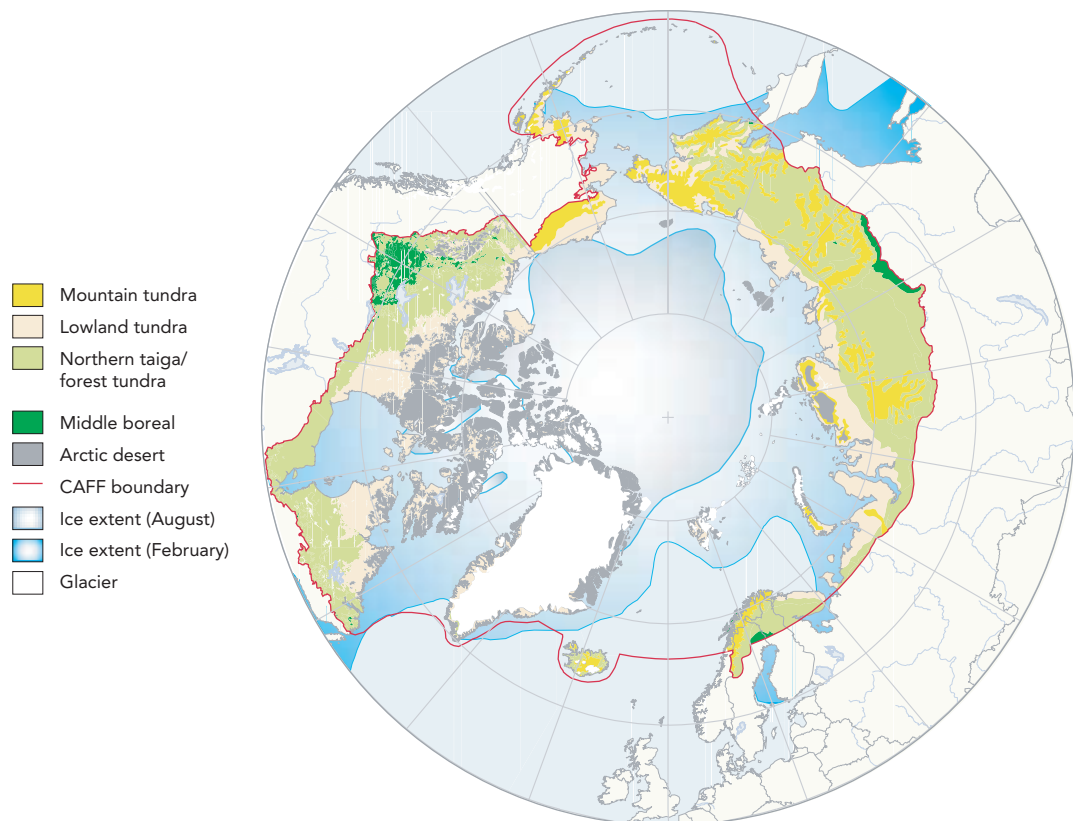 Mountain tundra
Lowland tundra
Northern taiga/
forest tundra
Middle boreal
Arctic desert
CAFF boundary
Ice extent (August)
Ice extent (February)
Glacier